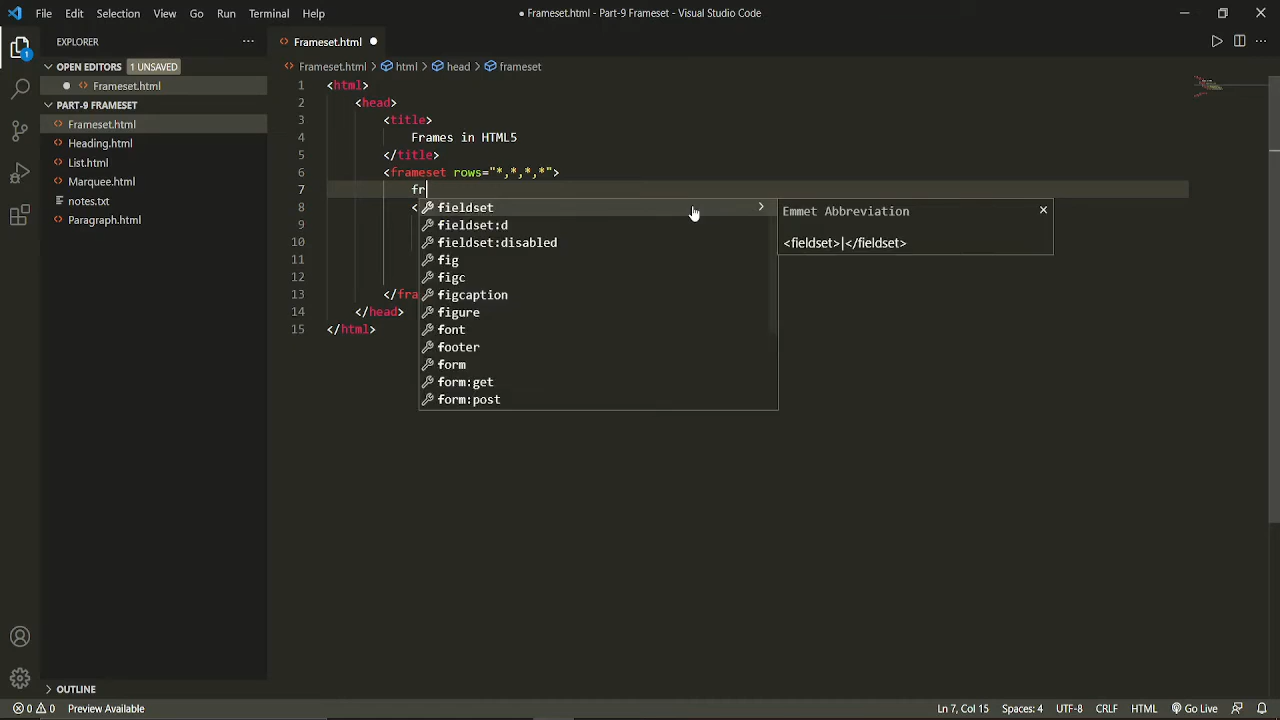 File Edit Selection View Go Run Terminal Help
● Frameset.html - Part-9 Frameset - Visual Studio Code
EXPLORER
Frameset.html
OPEN EDITORS 1 UNSAVED
Frameset.html
PART-9 FRAMESET
Frameset.html
Heading.html
List.html
Marquee.html
notes.txt
Paragraph.html
OUTLINE
1
Frameset.html > html > head > frameset
1 <html>
2 <head>
3 <title>
4 Frames in HTML5
5 </title>
6 <frameset rows="*,*,*,*">
7 fr
8 <
9
10
11
12
13 </fra
14 </head>
15 </html>
fieldset
fieldset:d
fieldset:disabled
fig
figc
figcaption
figure
font
footer
form
form:get
form:post
Emmet Abbreviation
<fieldset>|</fieldset>
0 0 Preview Available
Ln 7, Col 15 Spaces: 4 UTF-8 CRLF HTML Go Live